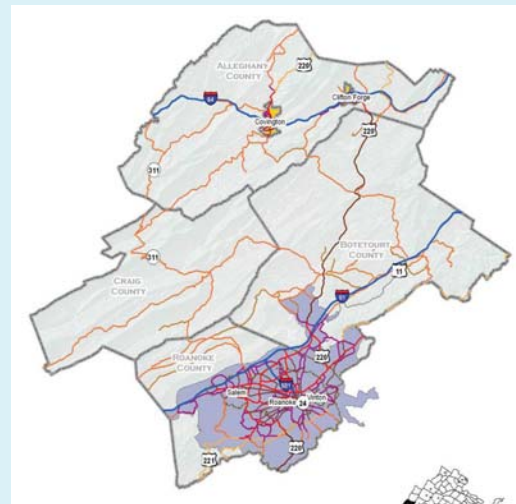 ALLEGHANY
COUNTY
220
64
Clifton Forge
Covington
220
311
BOTETOURT
COUNTY
311
11
CRAIG
COUNTY
81
ROANOKE
COUNTY
220
Salem
Roanoke
24
Vinton
221
220